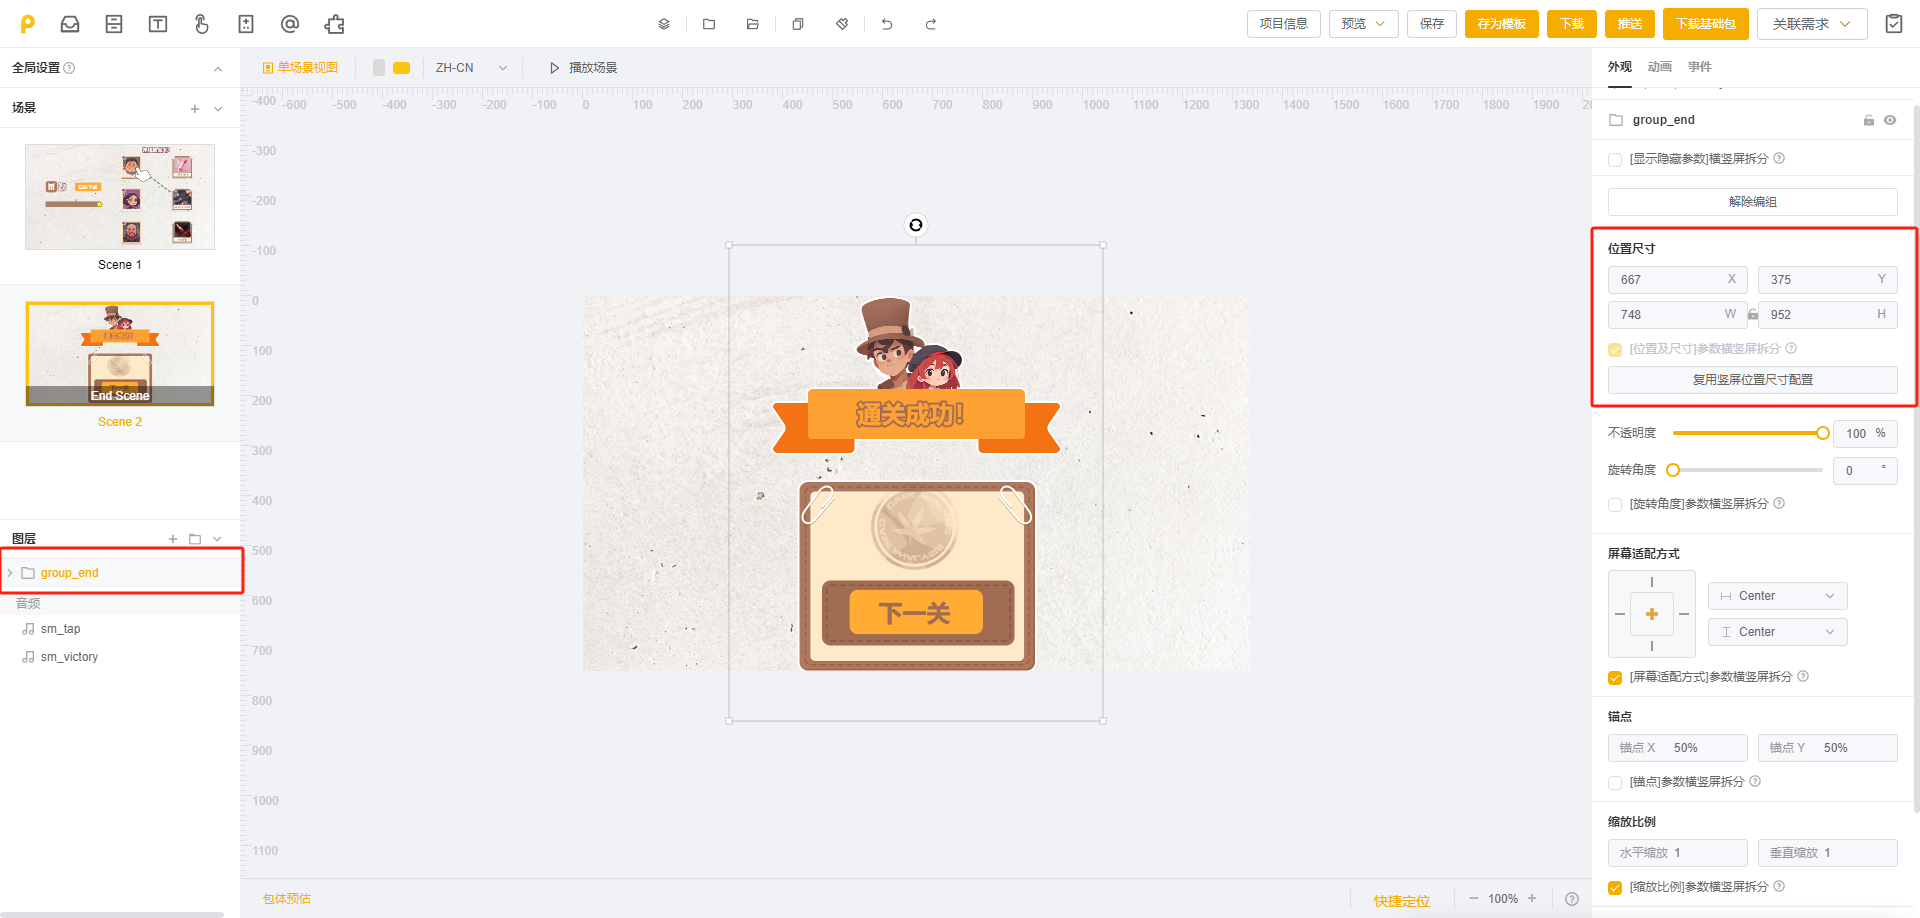 项目信息
预览
保存
存为模板
下载
推送
下载基础包
关联需求
全局设置
单场景视图
ZH-CN
播放场景
外观
动画
事件
场景
-400 -600 -500 -400 -300 -200 -100 0 100 200 300 400 500 600 700 800 900 1000 1100 1200 1300 1400 1500 1600 1700 1800 1900
-300
-200
-100
0
100
200
300
400
500
600
700
800
900
1000
1100
Scene 1
End Scene
Scene 2
图层
group_end
音频
sm_tap
sm_victory
通关成功!
下一关
group_end
[显示隐藏参数]横竖屏拆分
解除编组
位置尺寸
667 X
375 Y
748 W
952 H
[位置及尺寸]参数横竖屏拆分
复用竖屏位置尺寸配置
不透明度
100 %
旋转角度
0 °
[旋转角度]参数横竖屏拆分
屏幕适配方式
Center
Center
[屏幕适配方式]参数横竖屏拆分
锚点
锚点 X 50%
锚点 Y 50%
[锚点]参数横竖屏拆分
缩放比例
水平缩放 1
垂直缩放 1
[缩放比例]参数横竖屏拆分
包体预估
快捷定位
100%